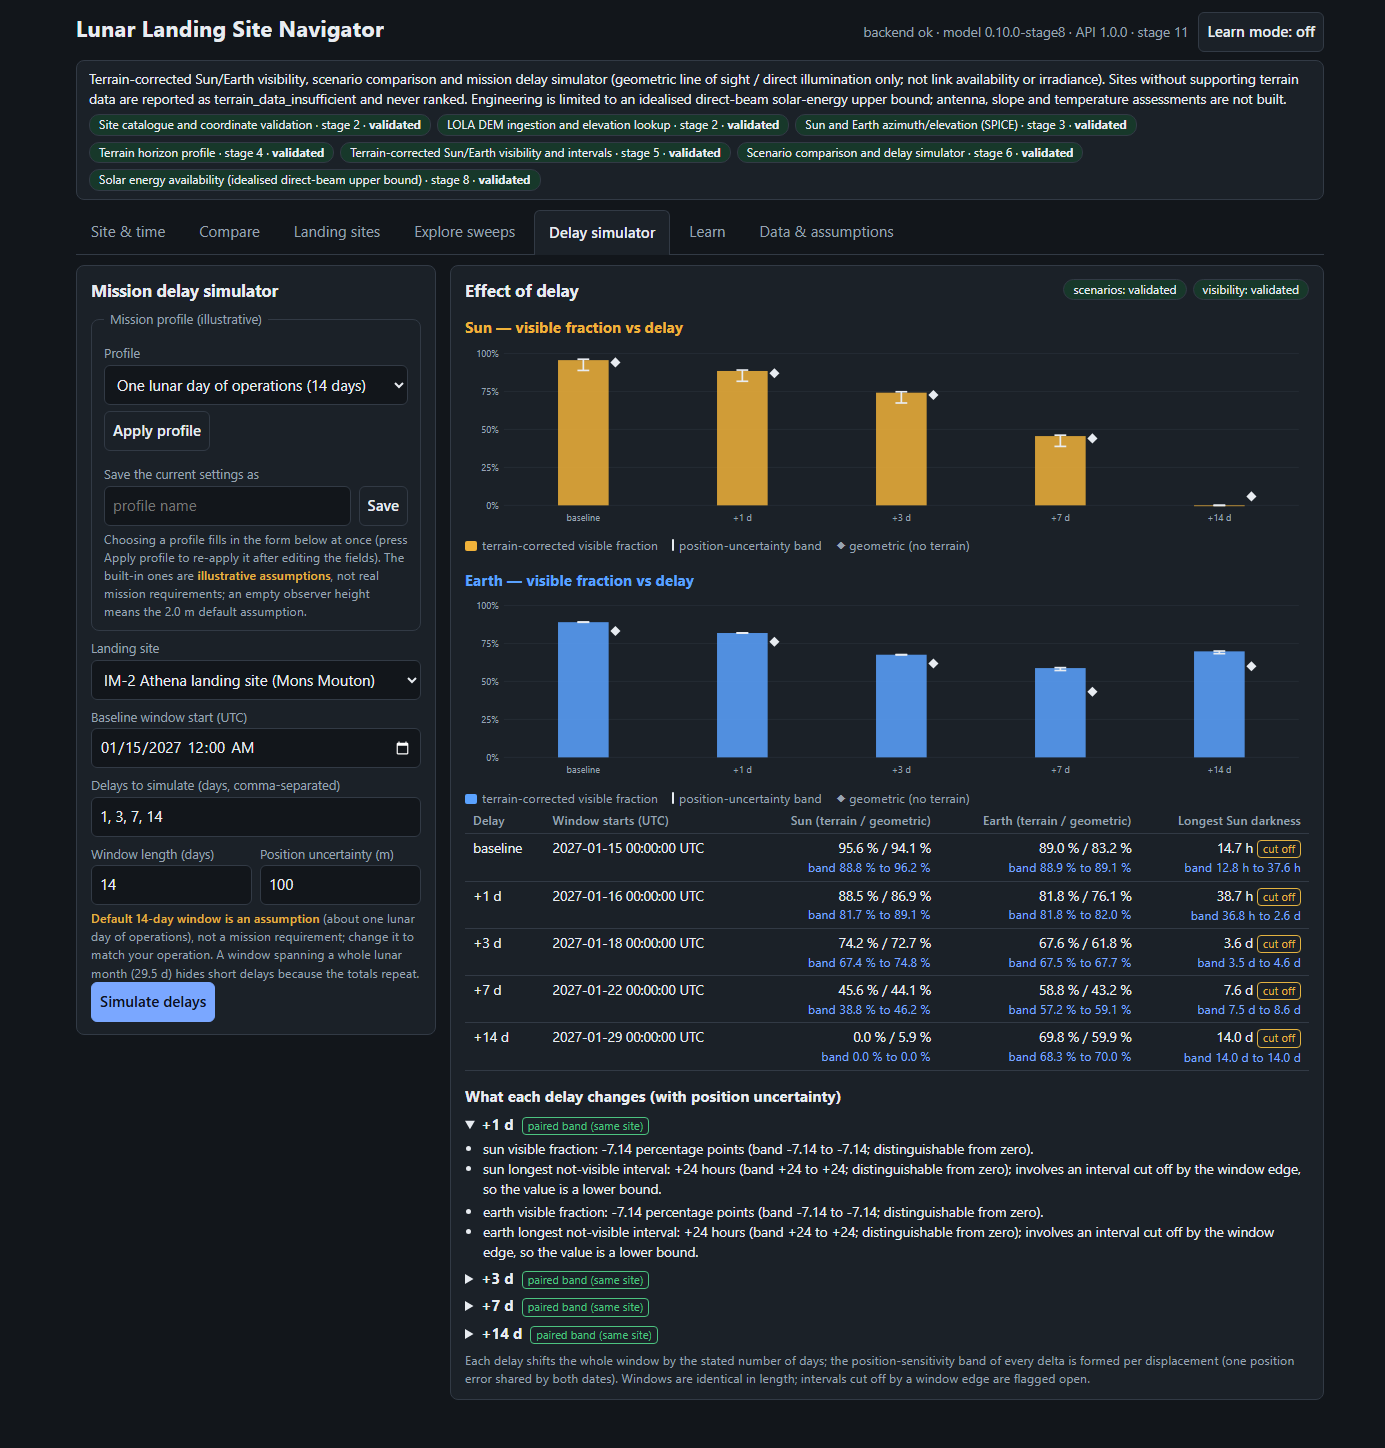 Lunar Landing Site Navigator
backend ok · model 0.10.0-stage8 · API 1.0.0 · stage 11
Learn mode: off
Terrain-corrected Sun/Earth visibility, scenario comparison and mission delay simulator (geometric line of sight / direct illumination only; not link availability or irradiance). Sites without supporting terrain
data are reported as terrain_data_insufficient and never ranked. Engineering is limited to an idealised direct-beam solar-energy upper bound; antenna, slope and temperature assessments are not built.
Site catalogue and coordinate validation · stage 2 · validated
LOLA DEM ingestion and elevation lookup · stage 2 · validated
Sun and Earth azimuth/elevation (SPICE) · stage 3 · validated
Terrain horizon profile · stage 4 · validated
Terrain-corrected Sun/Earth visibility and intervals · stage 5 · validated
Scenario comparison and delay simulator · stage 6 · validated
Solar energy availability (idealised direct-beam upper bound) · stage 8 · validated
Site & time
Compare
Landing sites
Explore sweeps
Delay simulator
Learn
Data & assumptions
Mission delay simulator
Mission profile (illustrative)
Profile
One lunar day of operations (14 days)
Apply profile
Save the current settings as
profile name
Save
Choosing a profile fills in the form below at once (press
Apply profile to re-apply it after editing the fields). The
built-in ones are illustrative assumptions, not real
mission requirements; an empty observer height
means the 2.0 m default assumption.
Landing site
IM-2 Athena landing site (Mons Mouton)
Baseline window start (UTC)
01/15/2027 12:00 AM
Delays to simulate (days, comma-separated)
1, 3, 7, 14
Window length (days)
Position uncertainty (m)
14
100
Default 14-day window is an assumption (about one lunar
day of operations), not a mission requirement; change it to
match your operation. A window spanning a whole lunar
month (29.5 d) hides short delays because the totals repeat.
Simulate delays
Effect of delay
scenarios: validated
visibility: validated
Sun — visible fraction vs delay
100%
75%
50%
25%
0%
baseline
+1 d
+3 d
+7 d
+14 d
terrain-corrected visible fraction
position-uncertainty band
geometric (no terrain)
Earth — visible fraction vs delay
100%
75%
50%
25%
0%
baseline
+1 d
+3 d
+7 d
+14 d
terrain-corrected visible fraction
position-uncertainty band
geometric (no terrain)
Delay Window starts (UTC) Sun (terrain / geometric) Earth (terrain / geometric) Longest Sun darkness
baseline 2027-01-15 00:00:00 UTC 95.6 % / 94.1 % 89.0 % / 83.2 % 14.7 h cut off
band 88.8 % to 96.2 % band 88.9 % to 89.1 % band 12.8 h to 37.6 h
+1 d 2027-01-16 00:00:00 UTC 88.5 % / 86.9 % 81.8 % / 76.1 % 38.7 h cut off
band 81.7 % to 89.1 % band 81.8 % to 82.0 % band 36.8 h to 2.6 d
+3 d 2027-01-18 00:00:00 UTC 74.2 % / 72.7 % 67.6 % / 61.8 % 3.6 d cut off
band 67.4 % to 74.8 % band 67.5 % to 67.7 % band 3.5 d to 4.6 d
+7 d 2027-01-22 00:00:00 UTC 45.6 % / 44.1 % 58.8 % / 43.2 % 7.6 d cut off
band 38.8 % to 46.2 % band 57.2 % to 59.1 % band 7.5 d to 8.6 d
+14 d 2027-01-29 00:00:00 UTC 0.0 % / 5.9 % 69.8 % / 59.9 % 14.0 d cut off
band 0.0 % to 0.0 % band 68.3 % to 70.0 % band 14.0 d to 14.0 d
What each delay changes (with position uncertainty)
+1 d paired band (same site)
sun visible fraction: -7.14 percentage points (band -7.14 to -7.14; distinguishable from zero).
sun longest not-visible interval: +24 hours (band +24 to +24; distinguishable from zero); involves an interval cut off by the window edge,
so the value is a lower bound.
earth visible fraction: -7.14 percentage points (band -7.14 to -7.14; distinguishable from zero).
earth longest not-visible interval: +24 hours (band +24 to +24; distinguishable from zero); involves an interval cut off by the window
edge, so the value is a lower bound.
+3 d paired band (same site)
+7 d paired band (same site)
+14 d paired band (same site)
Each delay shifts the whole window by the stated number of days; the position-sensitivity band of every delta is formed per displacement (one position
error shared by both dates). Windows are identical in length; intervals cut off by a window edge are flagged open.